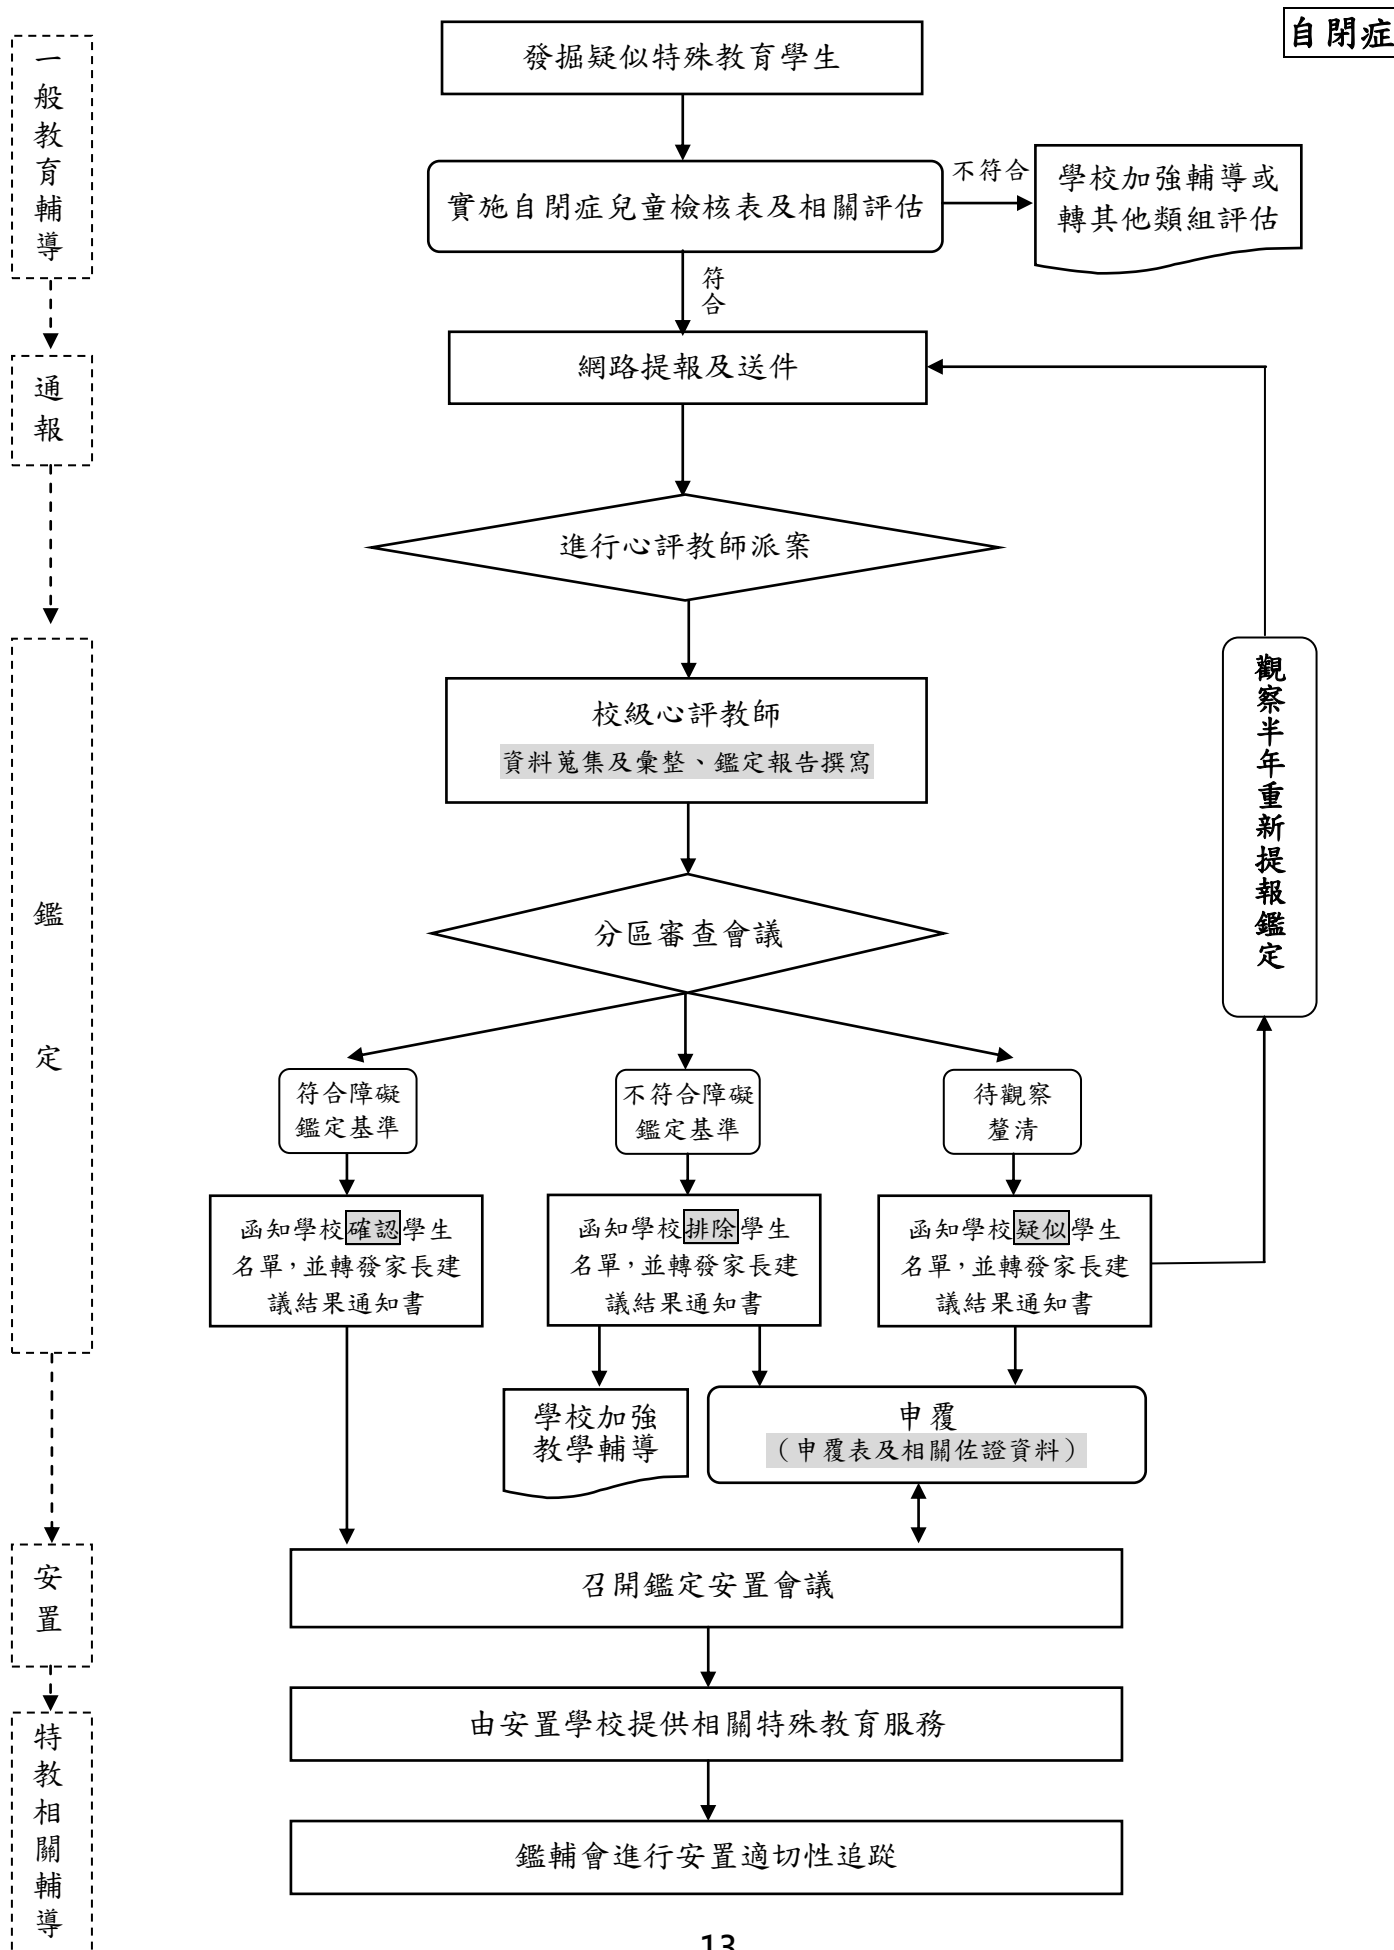 自閉症
一般教育輔導
通報
鑑定
安置
特教相關輔導
發掘疑似特殊教育學生
實施自閉症兒童檢核表及相關評估
不符合
學校加強輔導或
轉其他類組評估
符合
網路提報及送件
進行心評教師派案
校級心評教師
資料蒐集及彙整、鑑定報告撰寫
觀察半年重新提報鑑定
分區審查會議
符合障礙
鑑定基準
不符合障礙
鑑定基準
待觀察
釐清
函知學校確認學生
名單，並轉發家長建
議結果通知書
函知學校排除學生
名單，並轉發家長建
議結果通知書
函知學校疑似學生
名單，並轉發家長建
議結果通知書
學校加強
教學輔導
申覆
（申覆表及相關佐證資料）
召開鑑定安置會議
由安置學校提供相關特殊教育服務
鑑輔會進行安置適切性追蹤
13